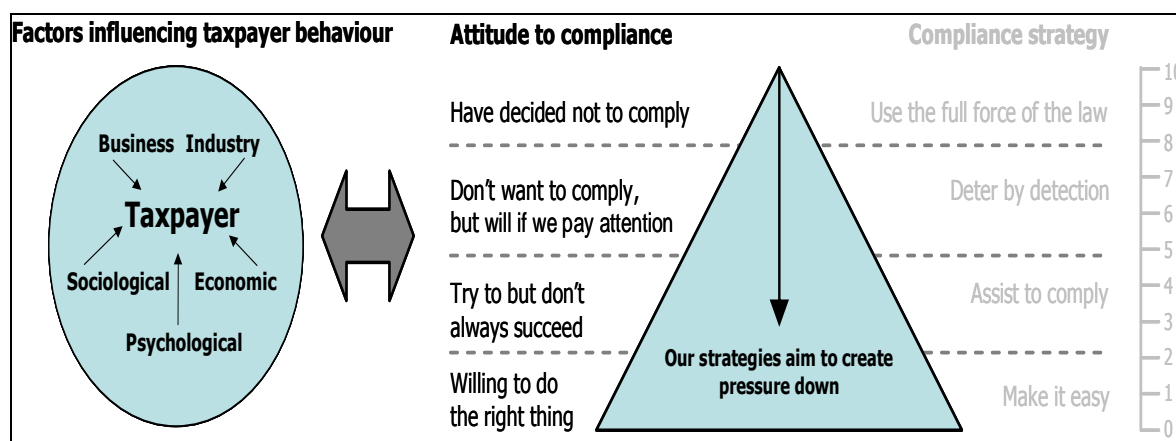 Factors influencing taxpayer behaviour
Business Industry
Taxpayer
Sociological Economic
Psychological
Attitude to compliance
Have decided not to comply
Don't want to comply,
but will if we pay attention
Try to but don't
always succeed
Willing to do
the right thing
Our strategies aim to create
pressure down
Compliance strategy
Use the full force of the law
Deter by detection
Assist to comply
Make it easy
10
9
8
7
6
5
4
3
2
1
0